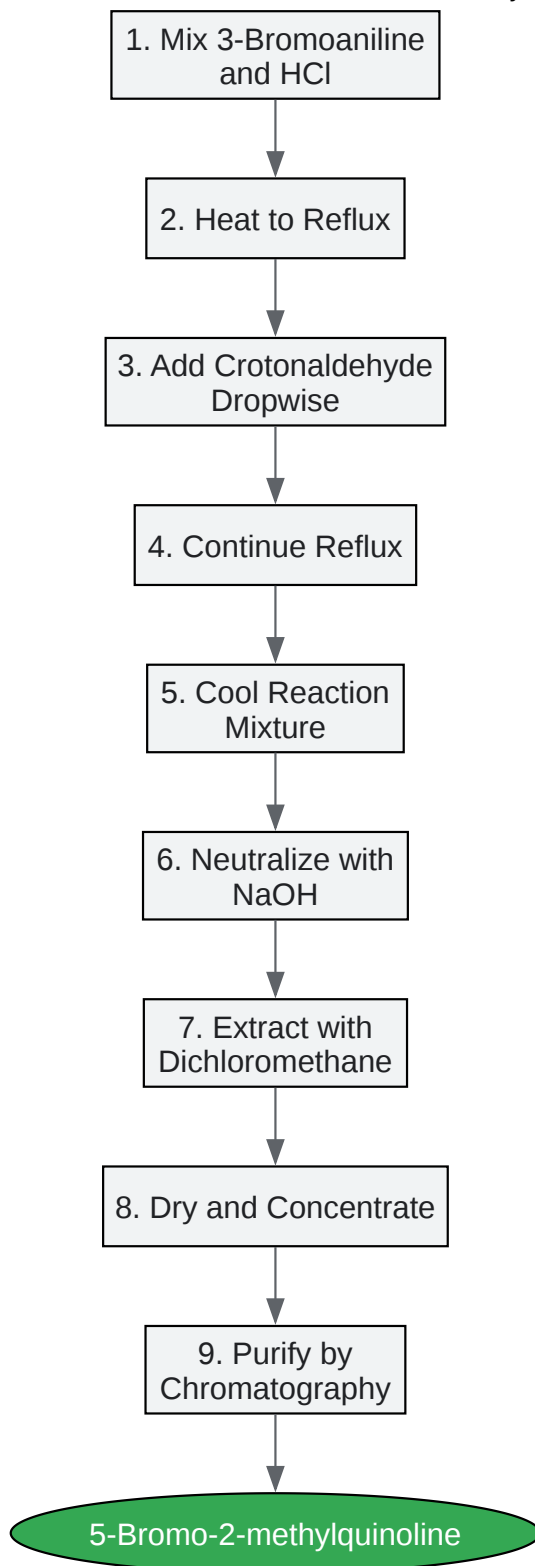 1. Mix 3-Bromoaniline
and HCl
2. Heat to Reflux
3. Add Crotonaldehyde
Dropwise
4. Continue Reflux
5. Cool Reaction
Mixture
6. Neutralize with
NaOH
7. Extract with
Dichloromethane
8. Dry and Concentrate
9. Purify by
Chromatography
5-Bromo-2-methylquinoline